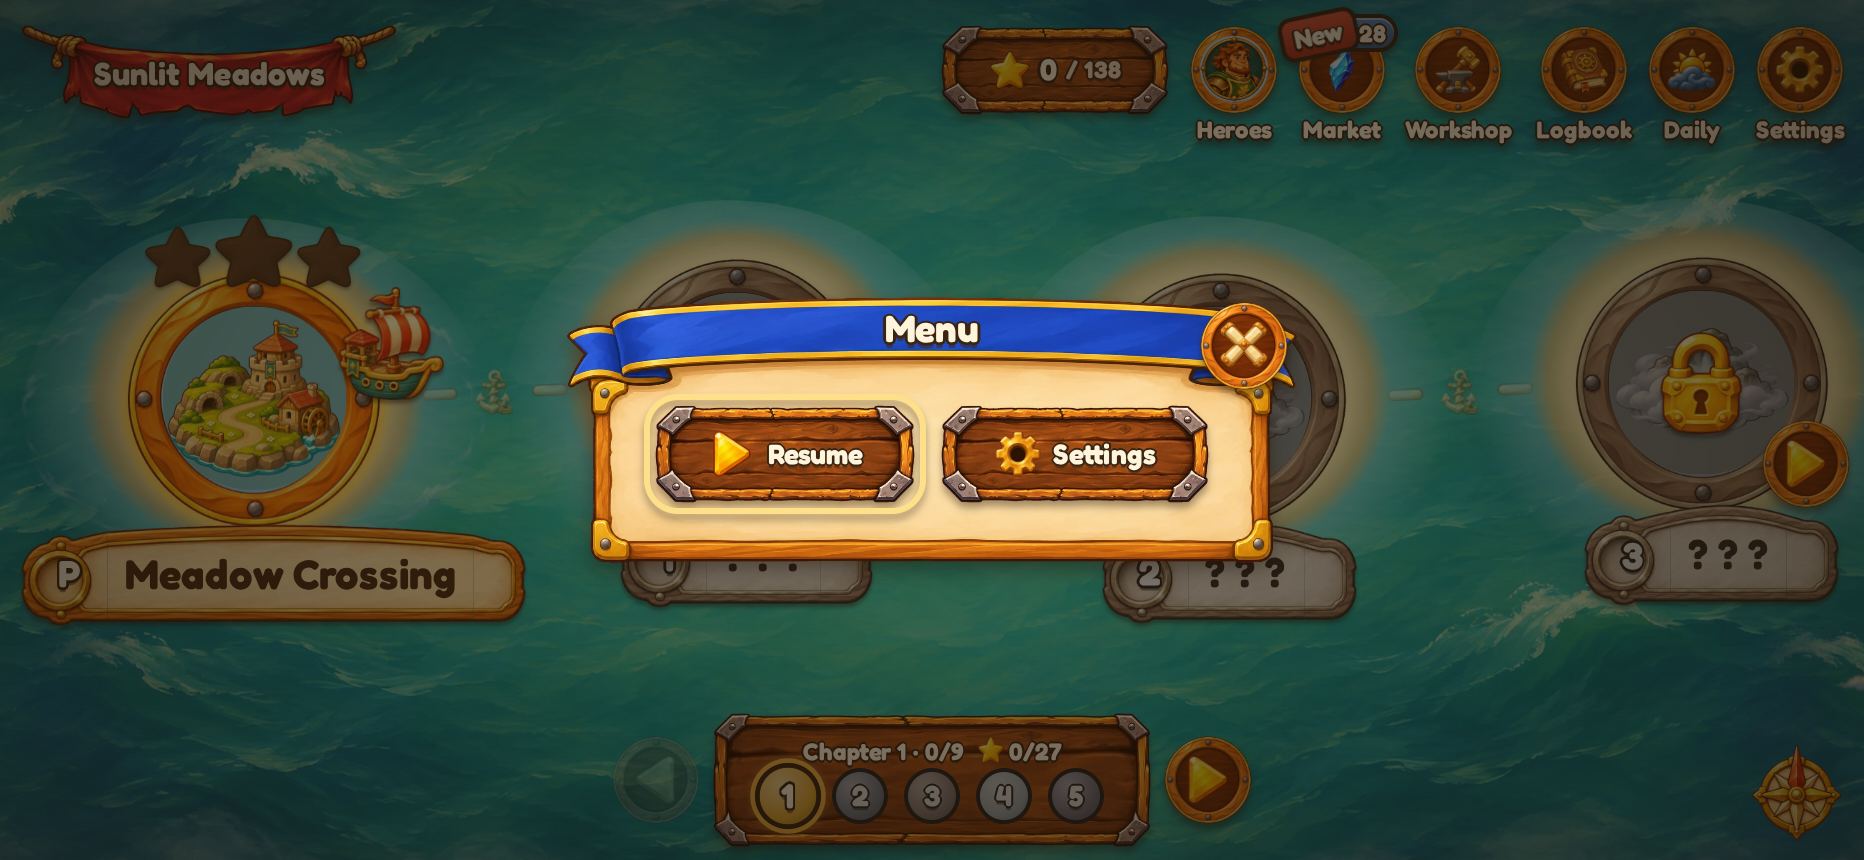 Sunlit Meadows
0 / 138
New
28
Heroes
Market
Workshop
Logbook
Daily
Settings
Menu
Resume
Settings
P
Meadow Crossing
2
? ? ?
3
? ? ?
Chapter 1 · 0/9 0/27
1
2
3
4
5